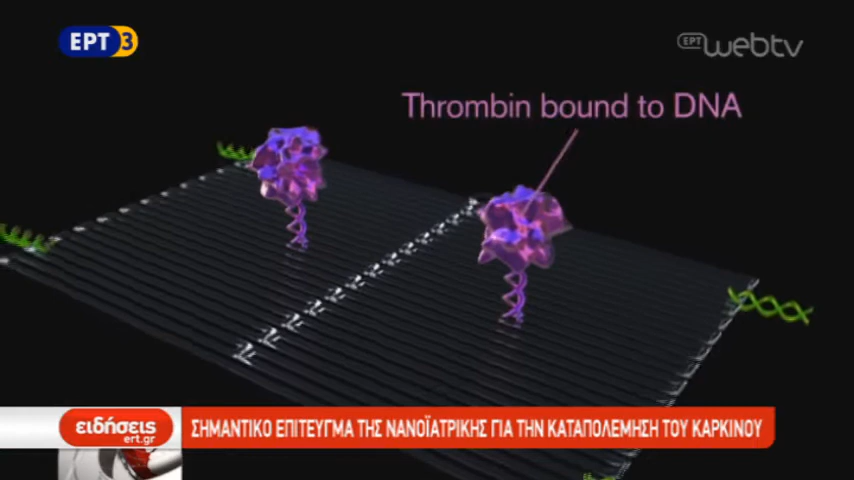 ΕΡΤ3
ΕΡΤ webtv
Thrombin bound to DNA
ειδήσεις
ert.gr
ΣΗΜΑΝΤΙΚΟ ΕΠΙΤΕΥΓΜΑ ΤΗΣ ΝΑΝΟΪΑΤΡΙΚΗΣ ΓΙΑ ΤΗΝ ΚΑΤΑΠΟΛΕΜΗΣΗ ΤΟΥ ΚΑΡΚΙΝΟΥ